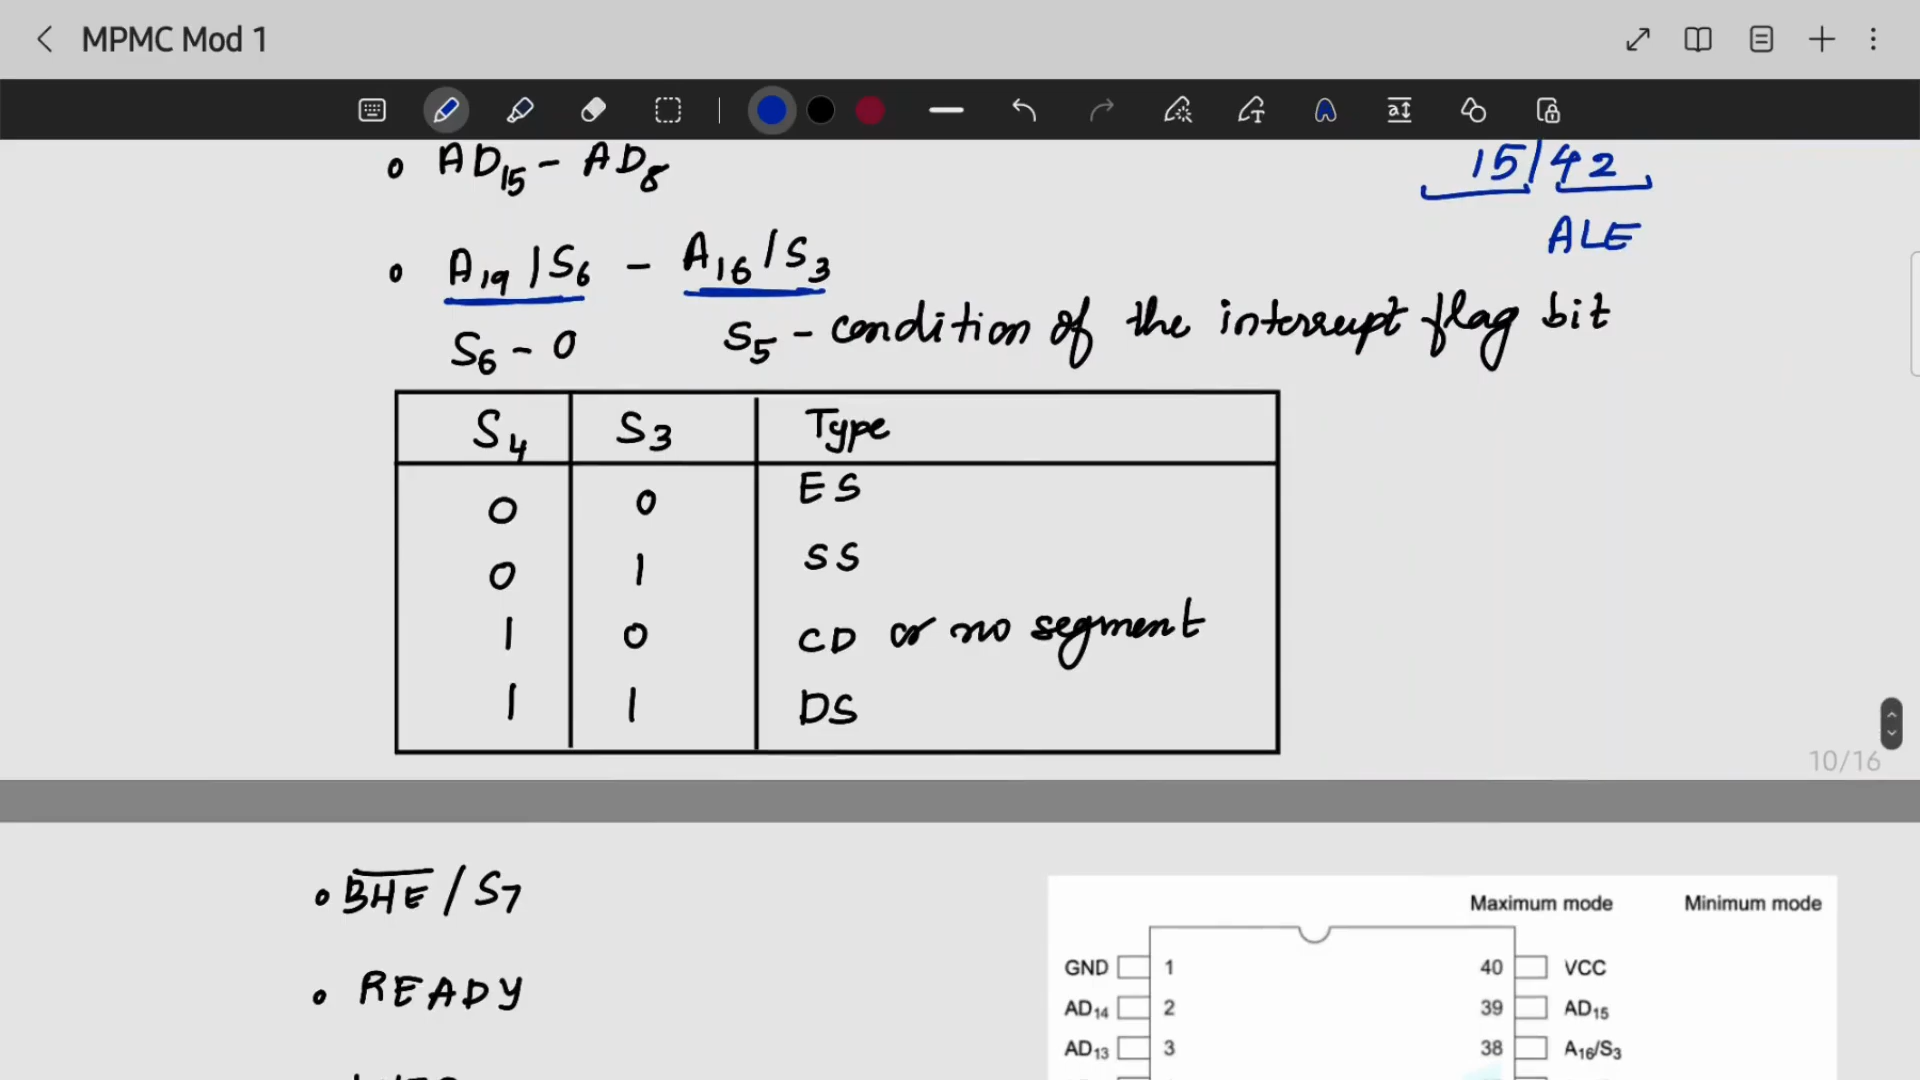 MPMC Mod 1
AD15 - AD8
15/42
ALE
A19/S6 - A16/S3
S6 - 0 S5 - condition of the interrupt flag bit
S4 S3 Type
0 0 ES
0 1 SS
1 0 CD or no segment
1 1 DS
10/16
BHE / S7
READY
Maximum mode Minimum mode
GND 1 40 VCC
AD14 2 39 AD15
AD13 3 38 A16/S3